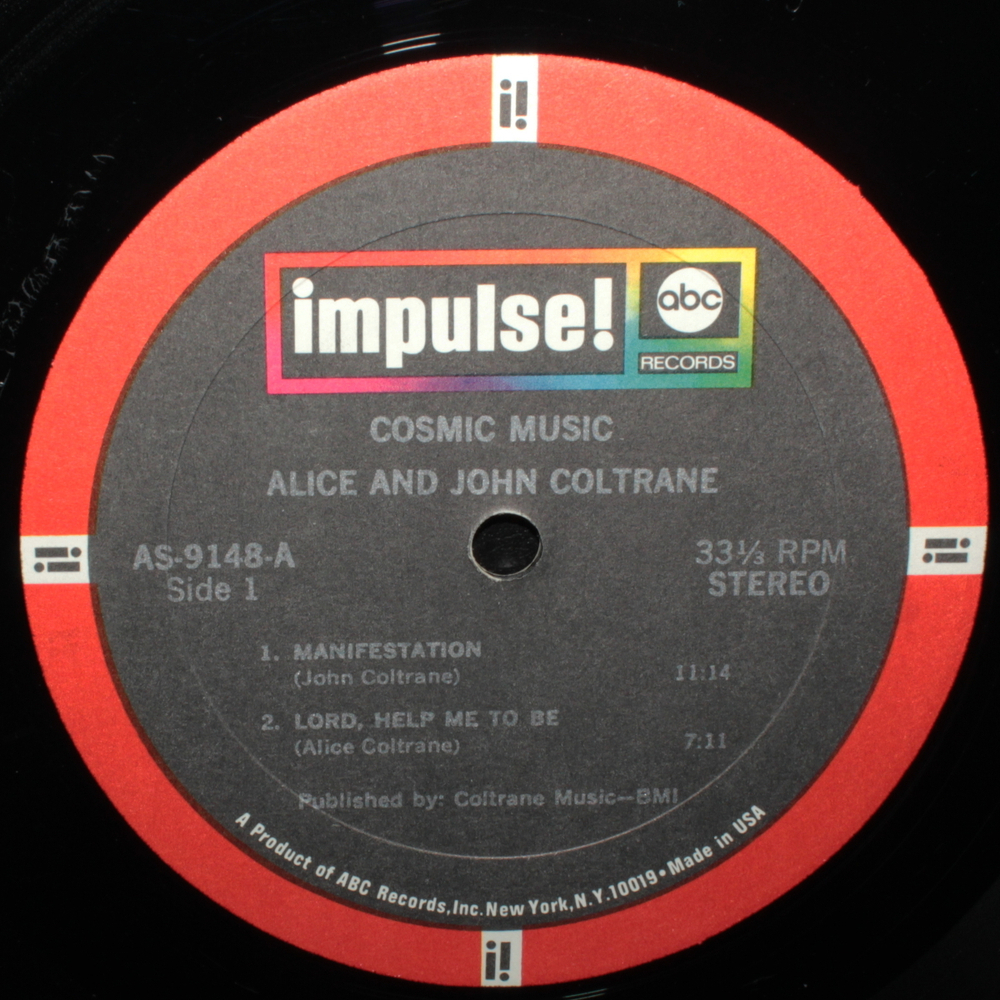 i!
impulse!
abc
RECORDS
COSMIC MUSIC
ALICE AND JOHN COLTRANE
AS-9148-A
33⅓ RPM
Side 1
STEREO
i!
i!
1. MANIFESTATION
(John Coltrane)
11:14
2. LORD, HELP ME TO BE
(Alice Coltrane)
7:11
Published by: Coltrane Music--BMI
A Product of ABC Records, Inc. New York, N.Y. 10019 • Made in USA
i!